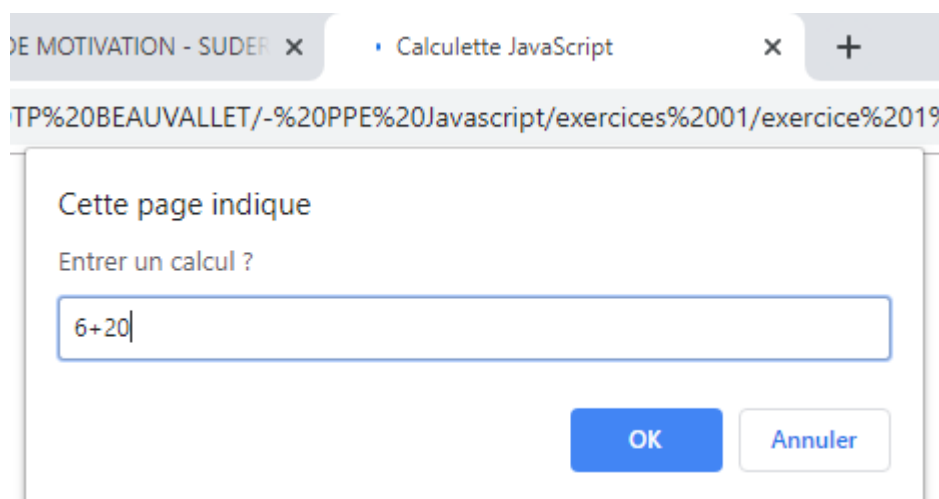 DE MOTIVATION - SUDER
Calculette JavaScript
TP%20BEAUVALLET/-%20PPE%20Javascript/exercices%2001/exercice%201%
Cette page indique
Entrer un calcul ?
6+20
OK Annuler